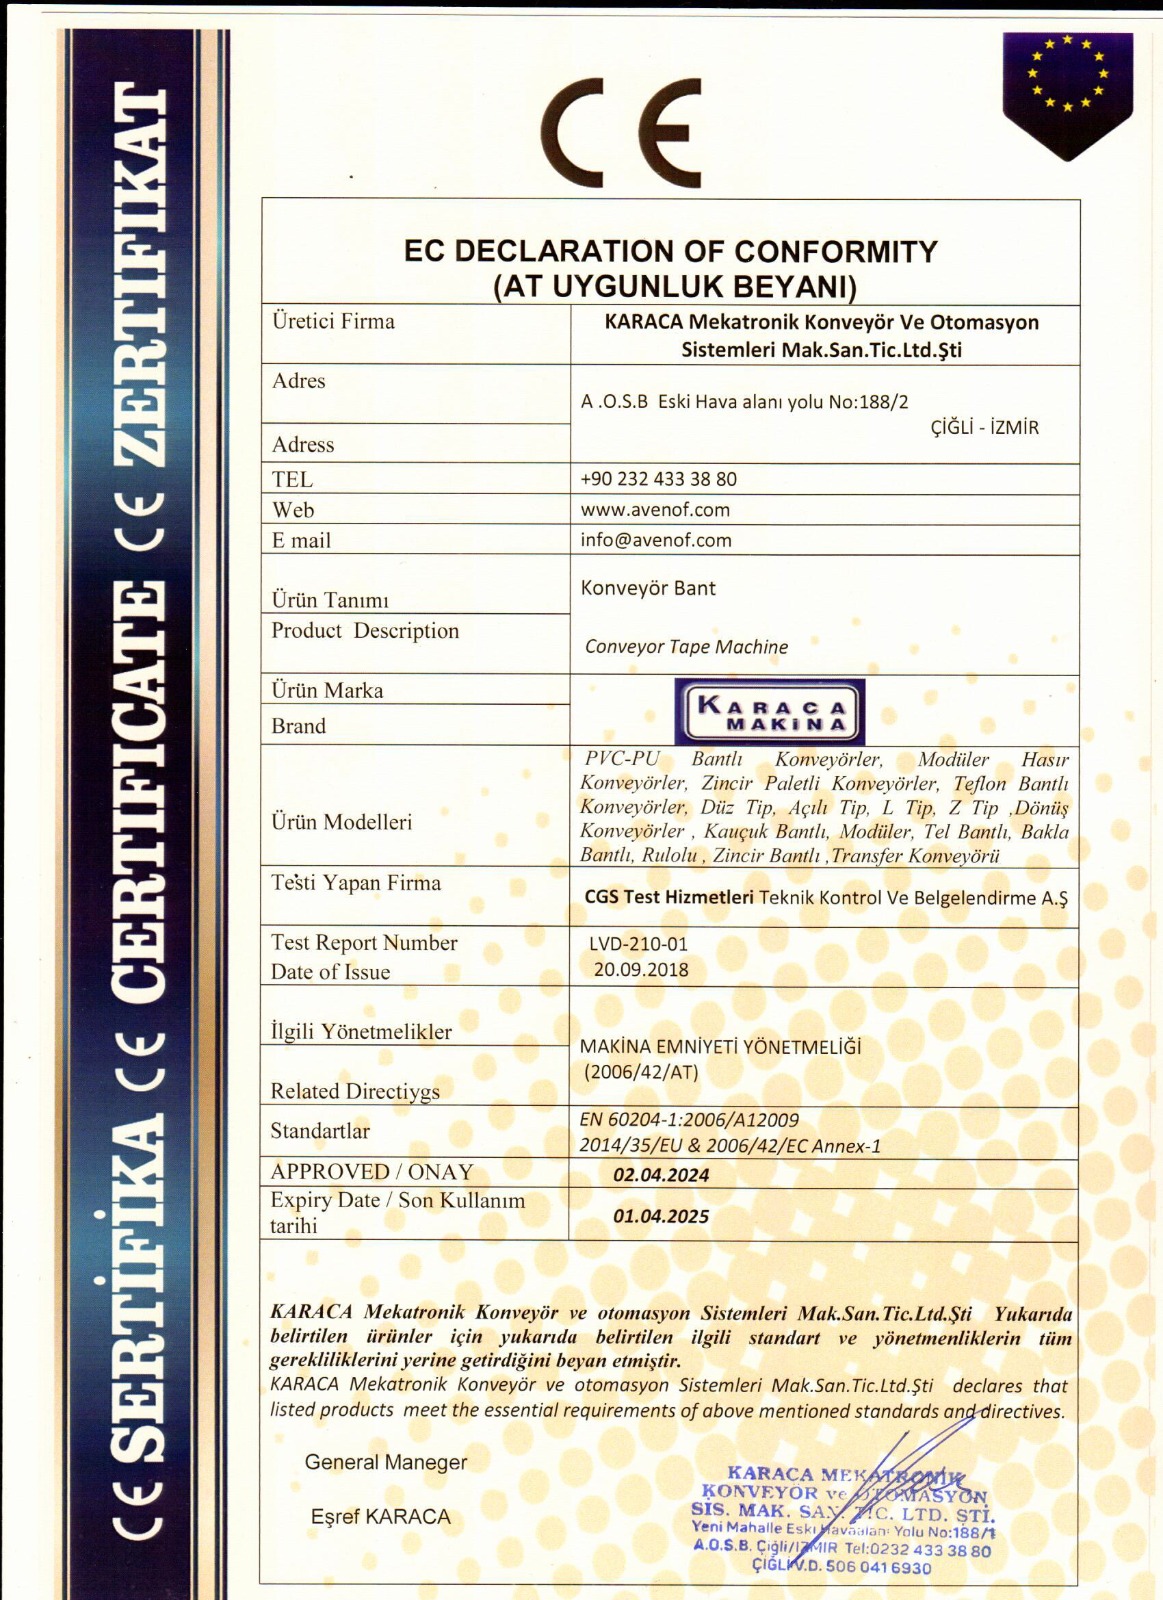 CE SERTİFİKA CE CERTIFICATE CE ZERTIFIKAT
CE
EC DECLARATION OF CONFORMITY
(AT UYGUNLUK BEYANI)
Üretici Firma
KARACA Mekatronik Konveyör Ve Otomasyon
Sistemleri Mak.San.Tic.Ltd.Şti
Adres
A .O.S.B Eski Hava alanı yolu No:188/2
ÇİĞLİ - İZMİR
Adress
TEL
+90 232 433 38 80
Web
www.avenof.com
E mail
info@avenof.com
Ürün Tanımı
Konveyör Bant
Product Description
Conveyor Tape Machine
Ürün Marka
Brand
KARACA
MAKİNA
Ürün Modelleri
PVC-PU Bantlı Konveyörler, Modüler Hasır
Konveyörler, Zincir Paletli Konveyörler, Teflon Bantlı
Konveyörler, Düz Tip, Açılı Tip, L Tip, Z Tip ,Dönüş
Konveyörler , Kauçuk Bantlı, Modüler, Tel Bantlı, Bakla
Bantlı, Rulolu , Zincir Bantlı ,Transfer Konveyörü
Testi Yapan Firma
CGS Test Hizmetleri Teknik Kontrol Ve Belgelendirme A.Ş
Test Report Number
LVD-210-01
Date of Issue
20.09.2018
İlgili Yönetmelikler
MAKİNA EMNİYETİ YÖNETMELİĞİ
(2006/42/AT)
Related Directiygs
Standartlar
EN 60204-1:2006/A12009
2014/35/EU & 2006/42/EC Annex-1
APPROVED / ONAY
02.04.2024
Expiry Date / Son Kullanım
tarihi
01.04.2025
KARACA Mekatronik Konveyör ve otomasyon Sistemleri Mak.San.Tic.Ltd.Şti Yukarıda
belirtilen ürünler için yukarıda belirtilen ilgili standart ve yönetmenliklerin tüm
gerekliliklerini yerine getirdiğini beyan etmiştir.
KARACA Mekatronik Konveyör ve otomasyon Sistemleri Mak.San.Tic.Ltd.Şti declares that
listed products meet the essential requirements of above mentioned standards and directives.
General Maneger
Eşref KARACA
KARACA MEKATRONİK
KONVEYOR ve OTOMASYON
SİS. MAK. SAN. TİC. LTD. ŞTİ.
Yeni Mahalle Eski Havaalanı Yolu No:188/1
A.O.S.B. Çiğli/İZMİR Tel:0232 433 38 80
ÇİĞLİ V.D. 506 041 6930